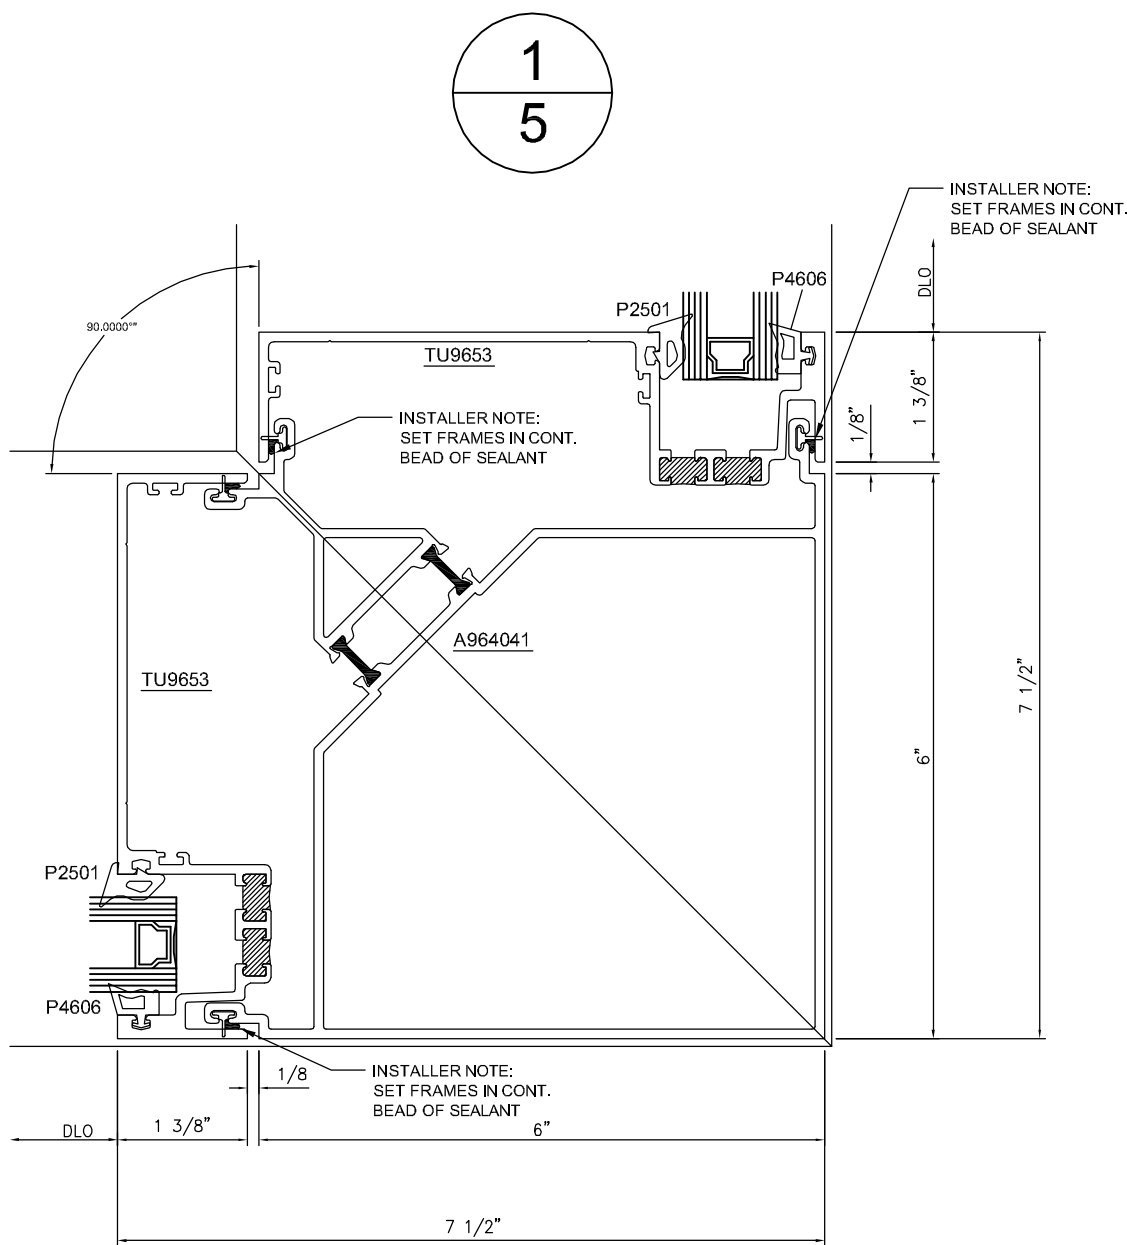 1
5
INSTALLER NOTE:
SET FRAMES IN CONT.
BEAD OF SEALANT
DLO
P4606
P2501
90.0000°"
TU9653
INSTALLER NOTE:
SET FRAMES IN CONT.
BEAD OF SEALANT
1/8"
1 3/8"
A964041
TU9653
7 1/2"
6"
P2501
P4606
INSTALLER NOTE:
SET FRAMES IN CONT.
BEAD OF SEALANT
1/8
DLO
1 3/8"
6"
7 1/2"